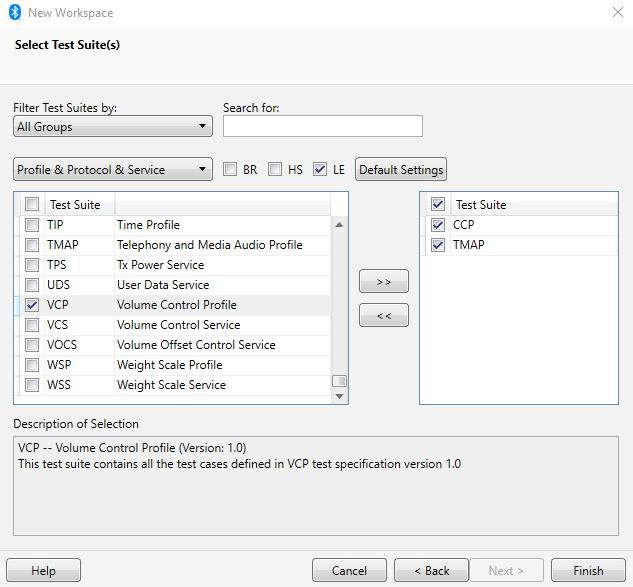 New Workspace
Select Test Suite(s)
Filter Test Suites by:
Search for:
All Groups
Profile & Protocol & Service
BR
HS
LE
Default Settings
Test Suite
TIP Time Profile
TMAP Telephony and Media Audio Profile
TPS Tx Power Service
UDS User Data Service
VCP Volume Control Profile
VCS Volume Control Service
VOCS Volume Offset Control Service
WSP Weight Scale Profile
WSS Weight Scale Service
>>
<<
Test Suite
CCP
TMAP
Description of Selection
VCP -- Volume Control Profile (Version: 1.0)
This test suite contains all the test cases defined in VCP test specification version 1.0
Help
Cancel
< Back
Next >
Finish